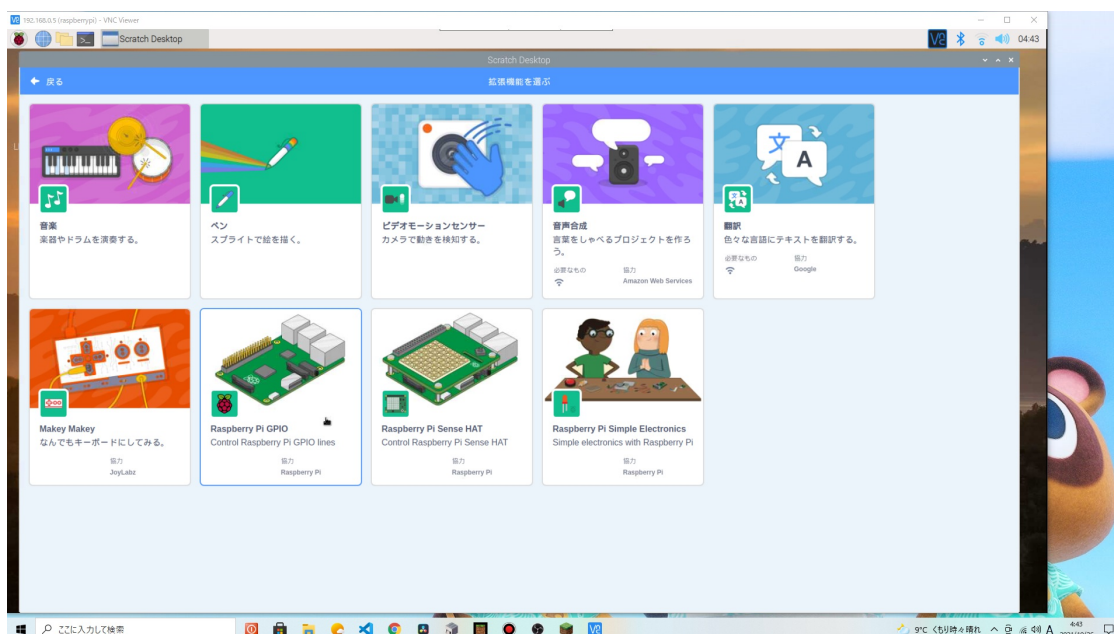 192.168.0.5 (raspberrypi) - VNC Viewer
Scratch Desktop
04:43
Scratch Desktop
戻る
拡張機能を選ぶ
音楽
楽器やドラムを演奏する。
ペン
スプライトで絵を描く。
ビデオモーションセンサー
カメラで動きを検知する。
音声合成
言葉をしゃべるプロジェクトを作ろ
う。
必要なもの
協力
Amazon Web Services
文
A
翻訳
色々な言語にテキストを翻訳する。
必要なもの
協力
Google
Makey Makey
なんでもキーボードにしてみる。
協力
JoyLabz
Raspberry Pi GPIO
Control Raspberry Pi GPIO lines
協力
Raspberry Pi
Raspberry Pi Sense HAT
Control Raspberry Pi Sense HAT
協力
Raspberry Pi
Raspberry Pi Simple Electronics
Simple electronics with Raspberry Pi
協力
Raspberry Pi
ここに入力して検索
9°C くもり時々晴れ
A
4:43